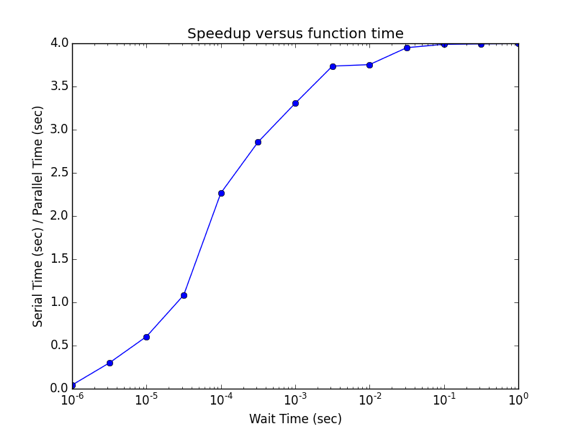 Speedup versus function time
Serial Time (sec) / Parallel Time (sec)
4.0
3.5
3.0
2.5
2.0
1.5
1.0
0.5
0.0
10⁻⁶ 10⁻⁵ 10⁻⁴ 10⁻³ 10⁻² 10⁻¹ 10⁰
Wait Time (sec)